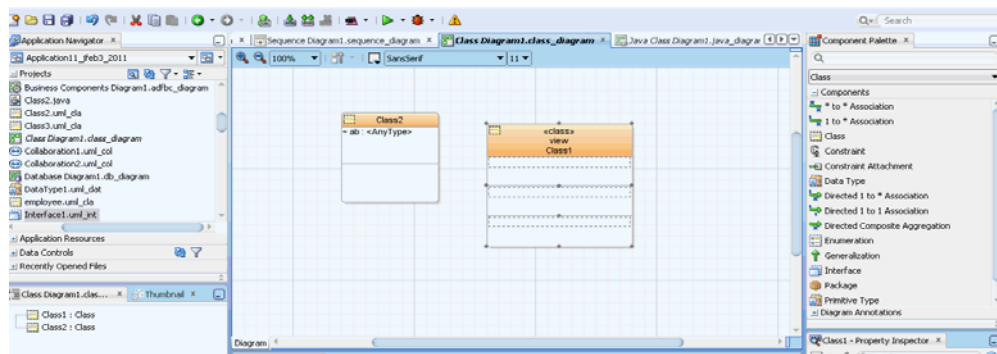 Search
Application Navigator
Application11_jfeb3_2011
Projects
Business Components Diagram1.adfbc_diagram
Class2.java
Class2.uml_cla
Class3.uml_cla
Class Diagram1.class_diagram
Collaboration1.uml_col
Collaboration2.uml_col
Database Diagram1.db_diagram
DataType1.uml_dat
employee.uml_cla
Interface1.uml_int
Application Resources
Data Controls
Recently Opened Files
Class Diagram1.clas...
Thumbnail
Class1 : Class
Class2 : Class
Sequence Diagram1.sequence_diagram
Class Diagram1.class_diagram
Java Class Diagram1.java_diagrar
100%
SansSerif
11
Class2
~ ab : <AnyType>
«class»
view
Class1
Diagram
Component Palette
Class
Components
* to * Association
1 to * Association
Class
Constraint
Constraint Attachment
Data Type
Directed 1 to * Association
Directed 1 to 1 Association
Directed Composite Aggregation
Enumeration
Generalization
Interface
Package
Primitive Type
Diagram Annotations
Class1 - Property Inspector